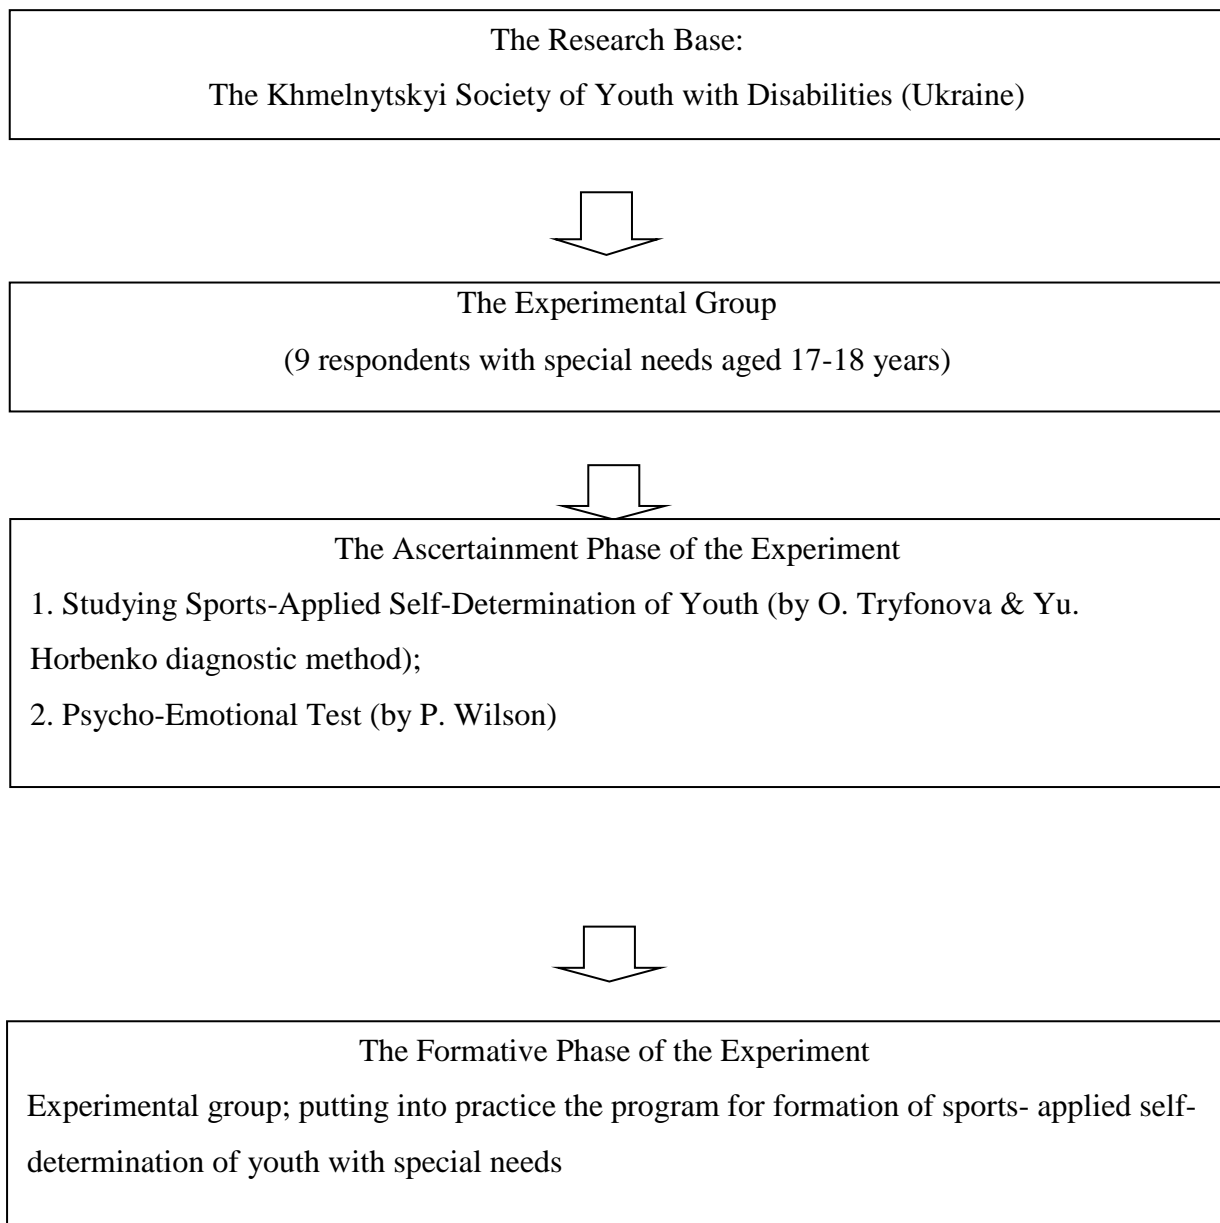 The Research Base:
The Khmelnytskyi Society of Youth with Disabilities (Ukraine)
The Experimental Group
(9 respondents with special needs aged 17-18 years)
The Ascertainment Phase of the Experiment
1. Studying Sports-Applied Self-Determination of Youth (by O. Tryfonova & Yu.
Horbenko diagnostic method);
2. Psycho-Emotional Test (by P. Wilson)
The Formative Phase of the Experiment
Experimental group; putting into practice the program for formation of sports- applied self-
determination of youth with special needs